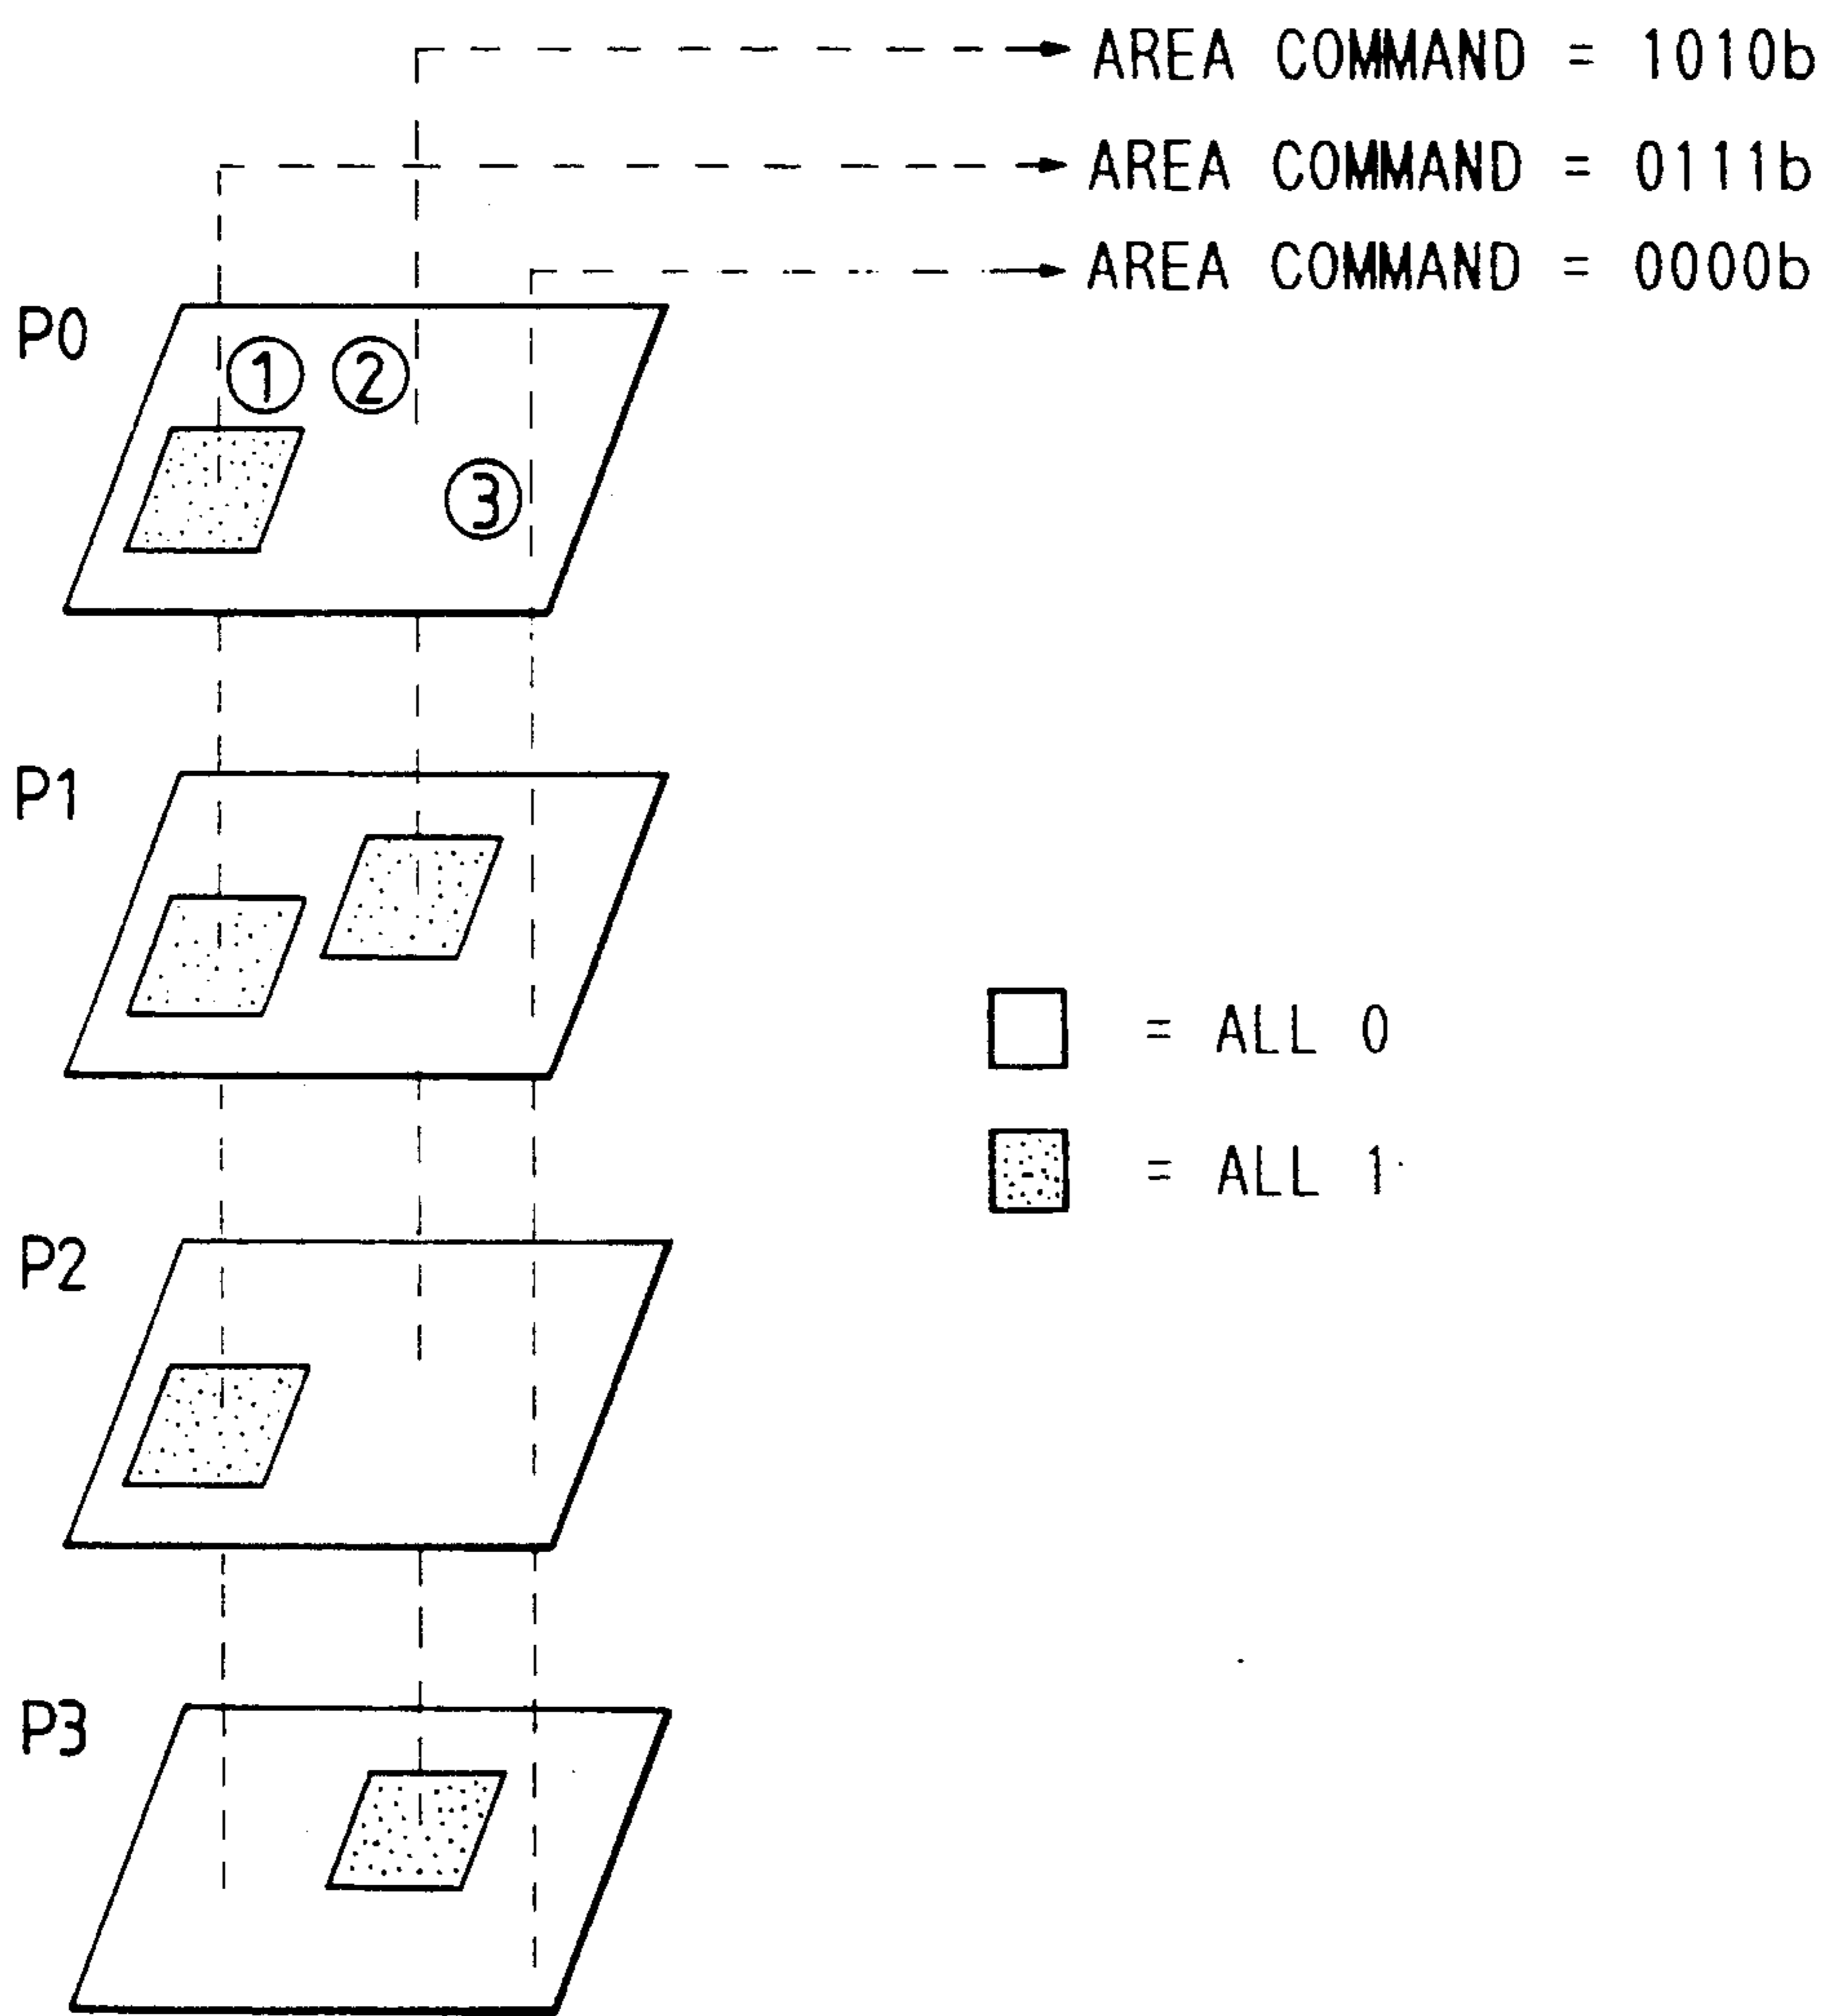 AREA COMMAND = 1010b
AREA COMMAND = 0111b
AREA COMMAND = 0000b
P0
① ②
③
P1
= ALL 0
= ALL 1
P2
P3